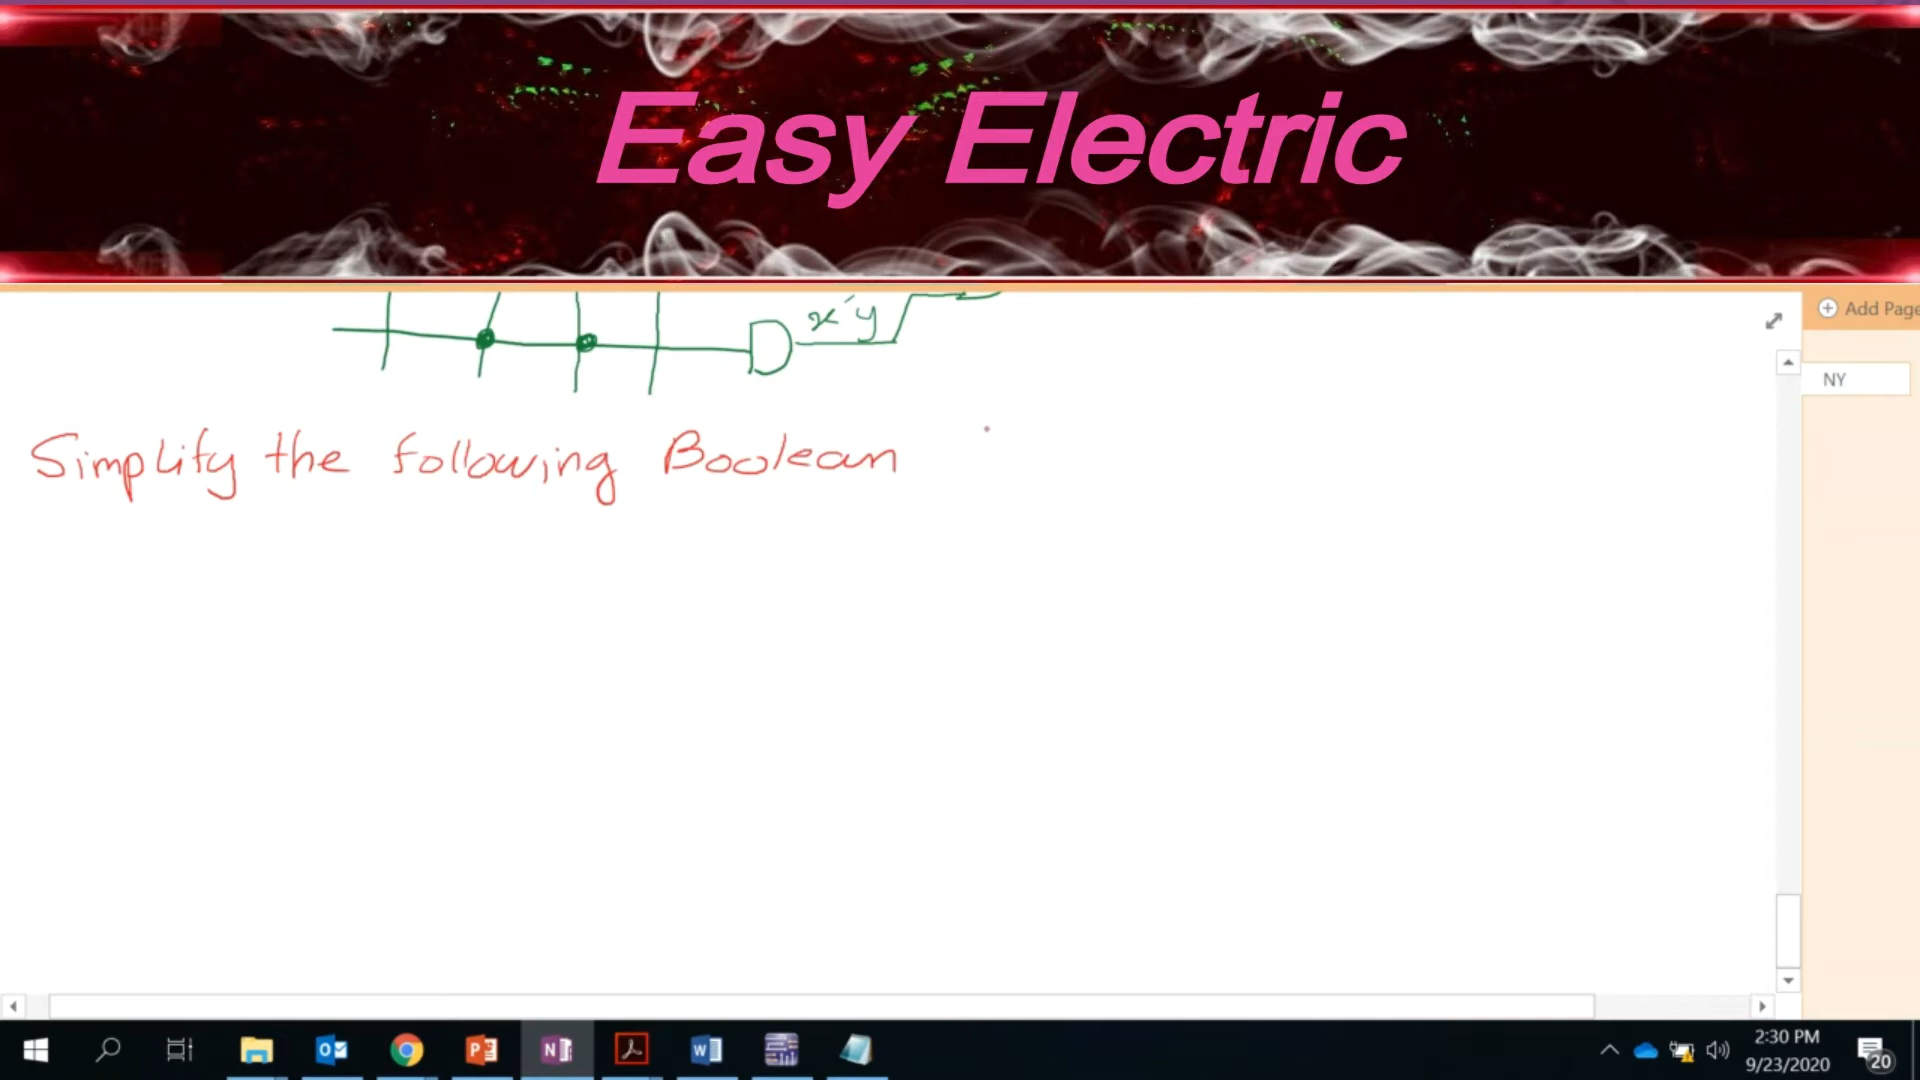 Easy Electric
x'y
Add Page
NY
Simplify the following Boolean
2:30 PM
9/23/2020
20